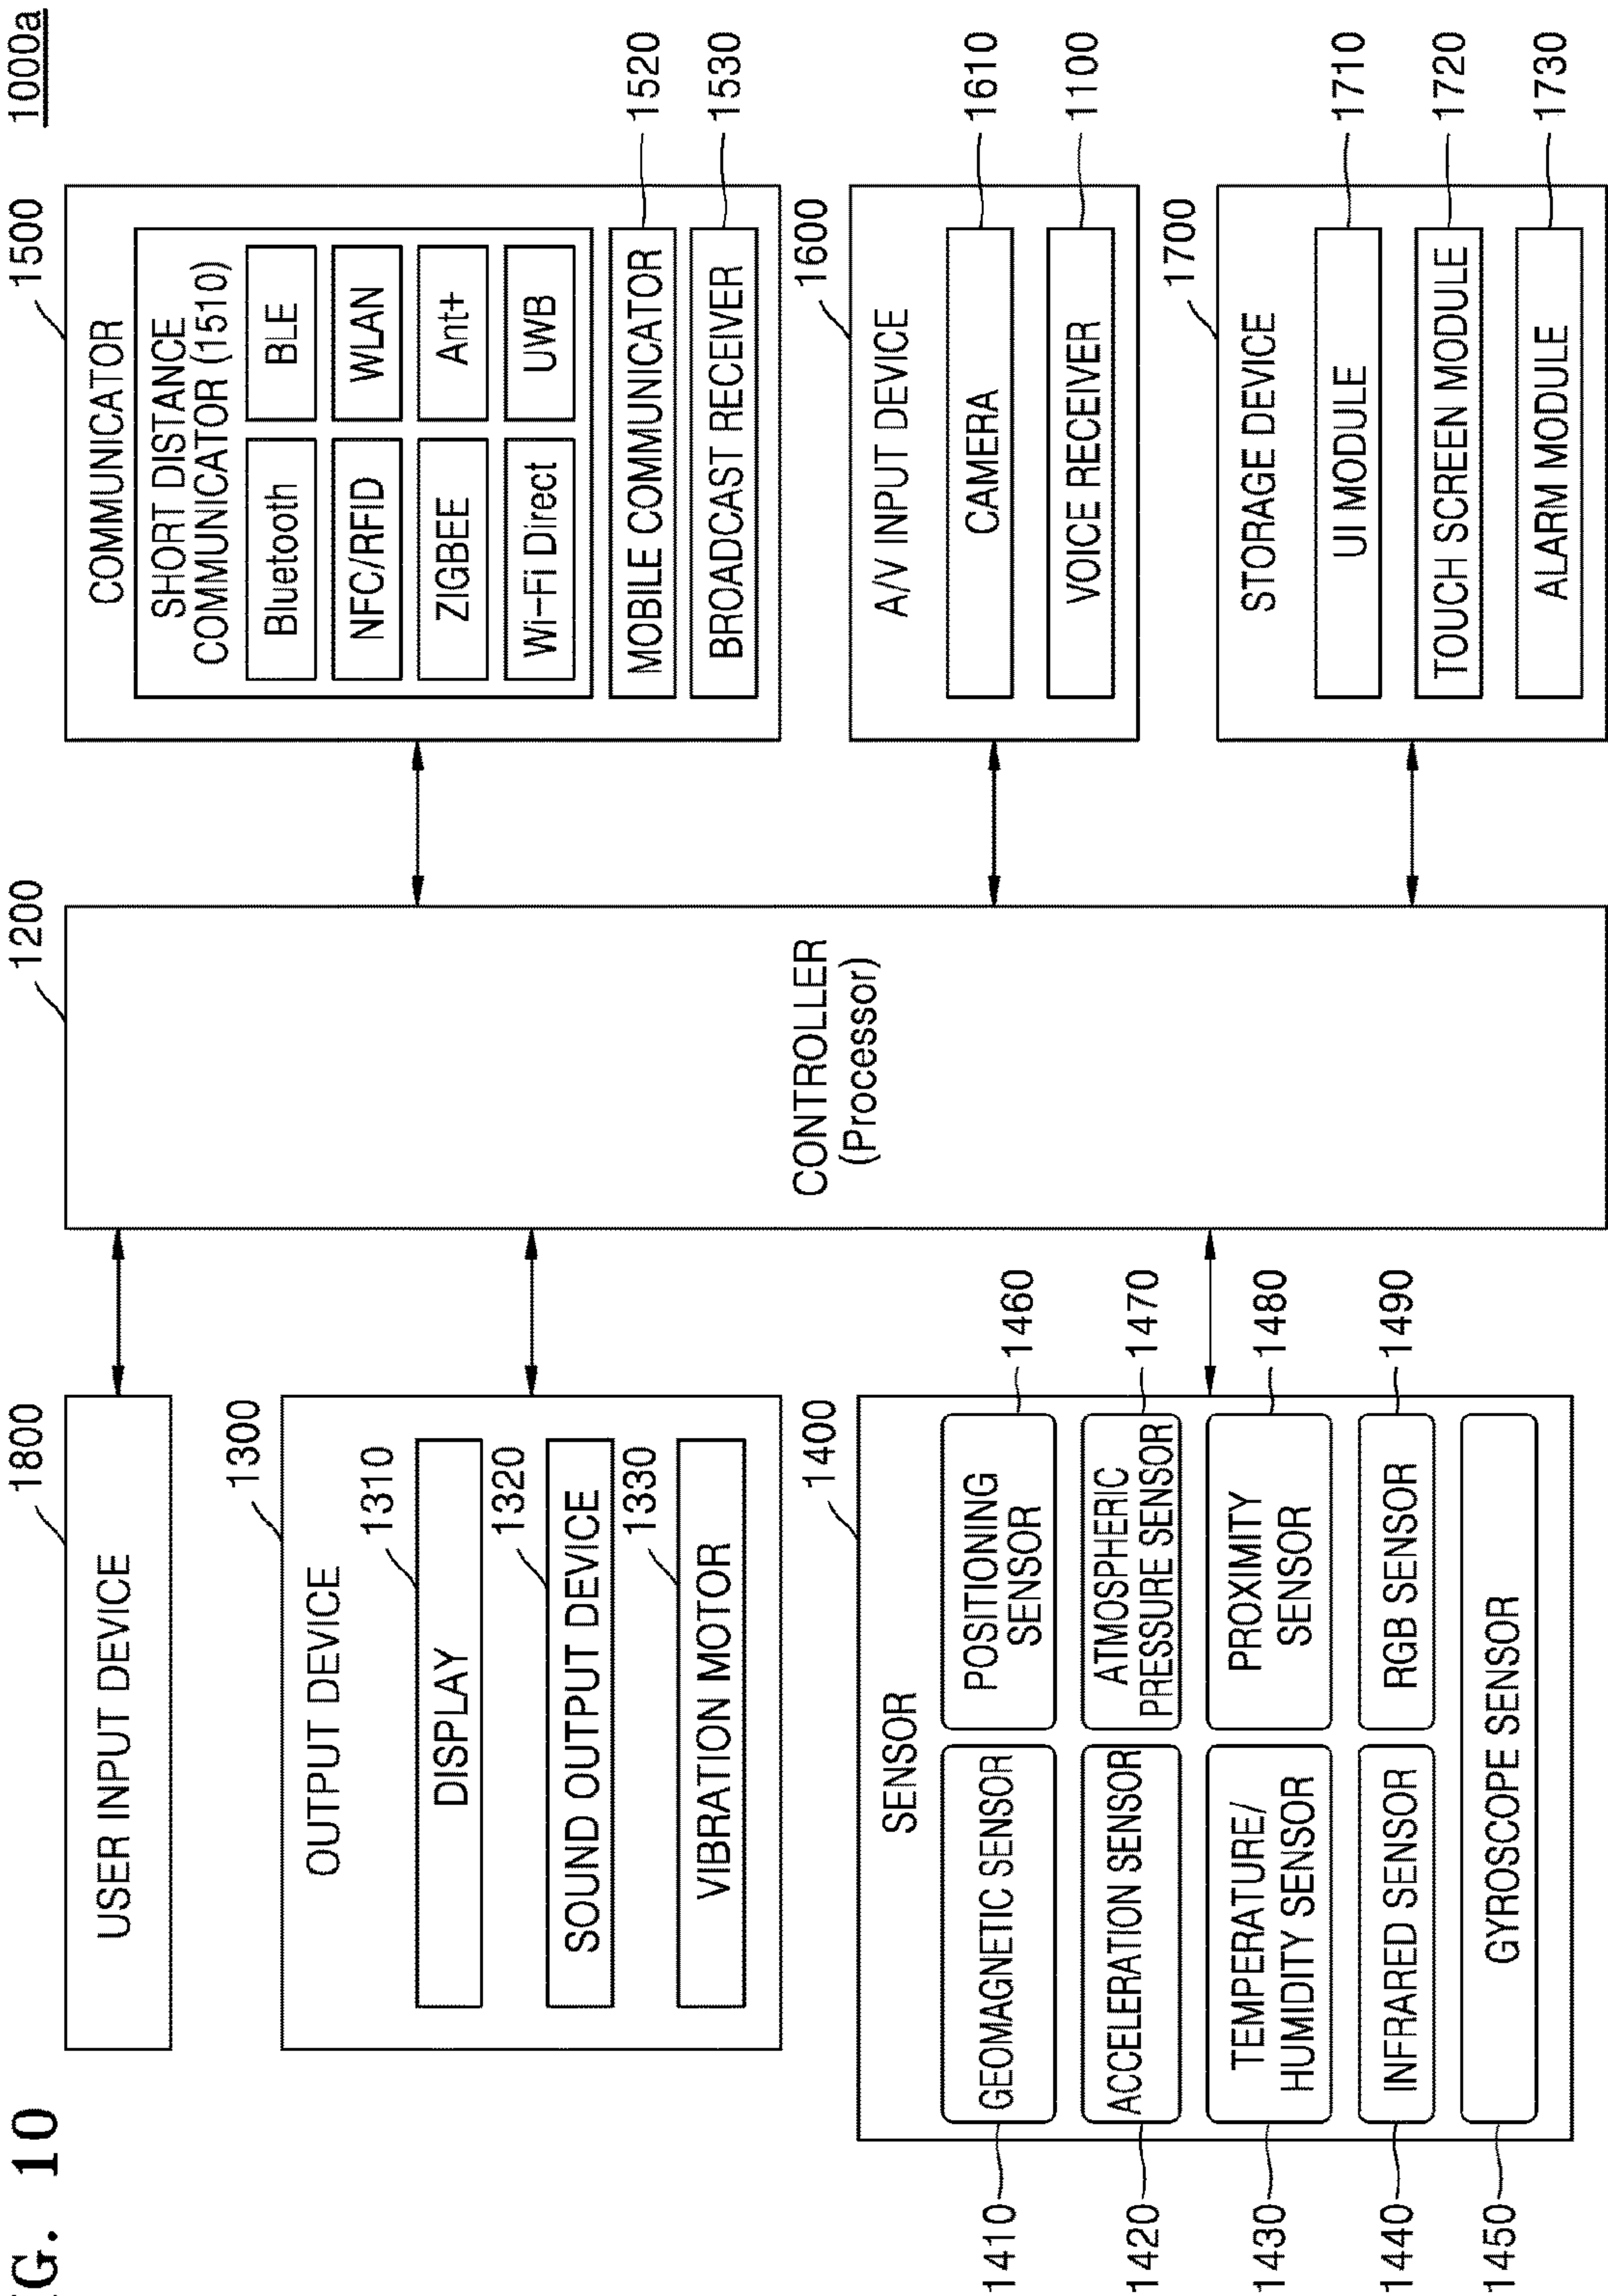 G. 10
1000a
1800
USER INPUT DEVICE
1300
OUTPUT DEVICE
1310
DISPLAY
1320
SOUND OUTPUT DEVICE
1330
VIBRATION MOTOR
1400
SENSOR
1410
GEOMAGNETIC SENSOR
POSITIONING
SENSOR
1460
1420
ACCELERATION SENSOR
ATMOSPHERIC
PRESSURE SENSOR
1470
1430
TEMPERATURE/
HUMIDITY SENSOR
PROXIMITY
SENSOR
1480
1440
INFRARED SENSOR
RGB SENSOR
1490
1450
GYROSCOPE SENSOR
1200
CONTROLLER
(Processor)
1500
COMMUNICATOR
SHORT DISTANCE
COMMUNICATOR (1510)
Bluetooth
BLE
NFC/RFID
WLAN
ZIGBEE
Ant+
Wi-Fi Direct
UWB
MOBILE COMMUNICATOR
1520
BROADCAST RECEIVER
1530
1600
A/V INPUT DEVICE
CAMERA
1610
VOICE RECEIVER
1100
1700
STORAGE DEVICE
UI MODULE
1710
TOUCH SCREEN MODULE
1720
ALARM MODULE
1730